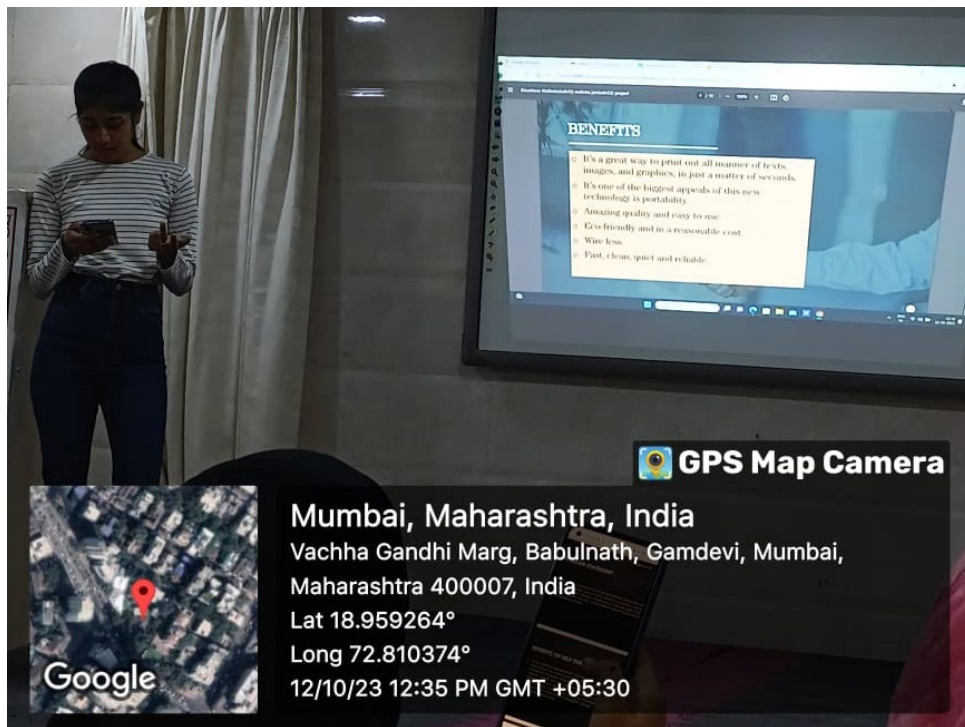 BENEFITS
It's a great way to print out all manner of texts,
images, and graphics, in just a matter of seconds.
It's one of the biggest appeals of this new
technology is portability.
Amazing quality and easy to use
Eco-friendly and in a reasonable cost
Wire less
Fast, clean, quiet and reliable
GPS Map Camera
Mumbai, Maharashtra, India
Vachha Gandhi Marg, Babulnath, Gamdevi, Mumbai,
Maharashtra 400007, India
Lat 18.959264°
Long 72.810374°
12/10/23 12:35 PM GMT +05:30
Google